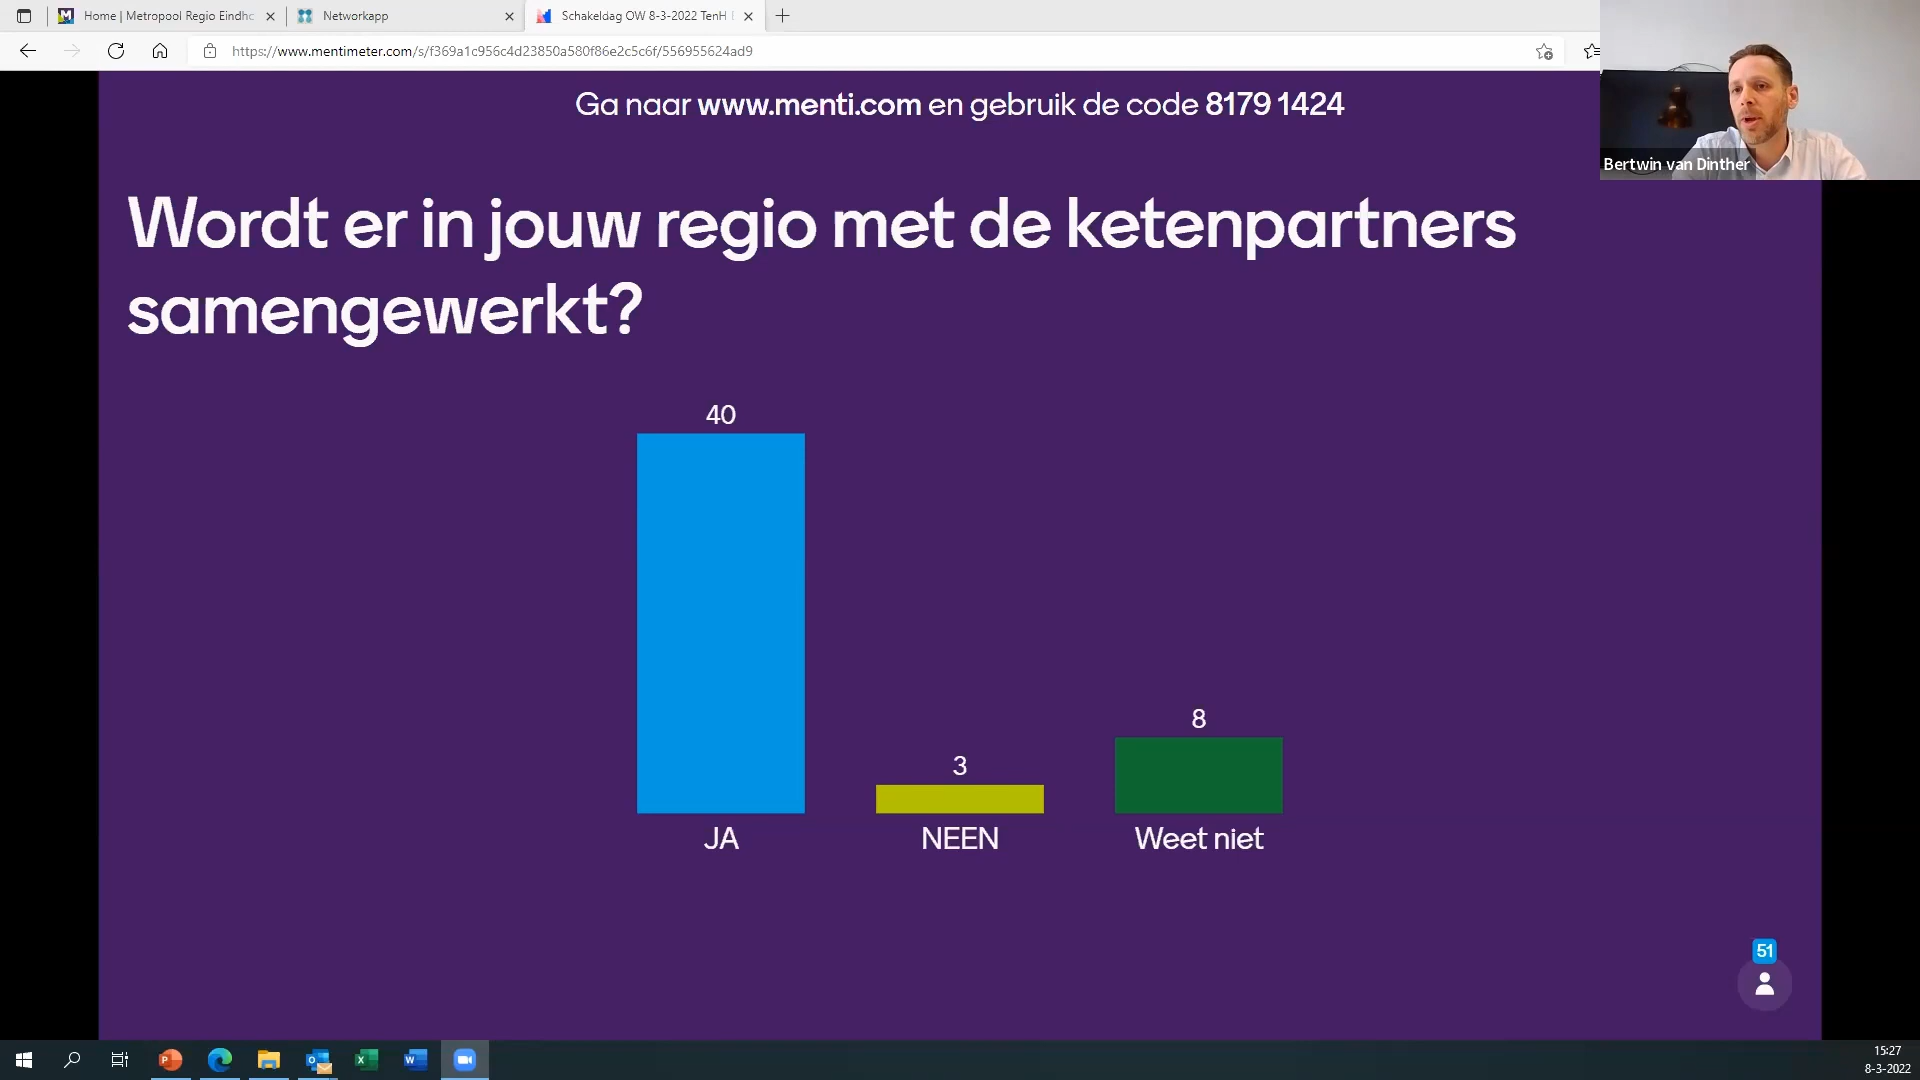 Home | Metropool Regio Eindho
Networkapp
Schakeldag OW 8-3-2022 TenH
https://www.mentimeter.com/s/f369a1c956c4d23850a580f86e2c5c6f/556955624ad9
Ga naar www.menti.com en gebruik de code 8179 1424
Bertwin van Dinther
Wordt er in jouw regio met de ketenpartners
samengewerkt?
40
3
8
JA
NEEN
Weet niet
51
15:27
8-3-2022